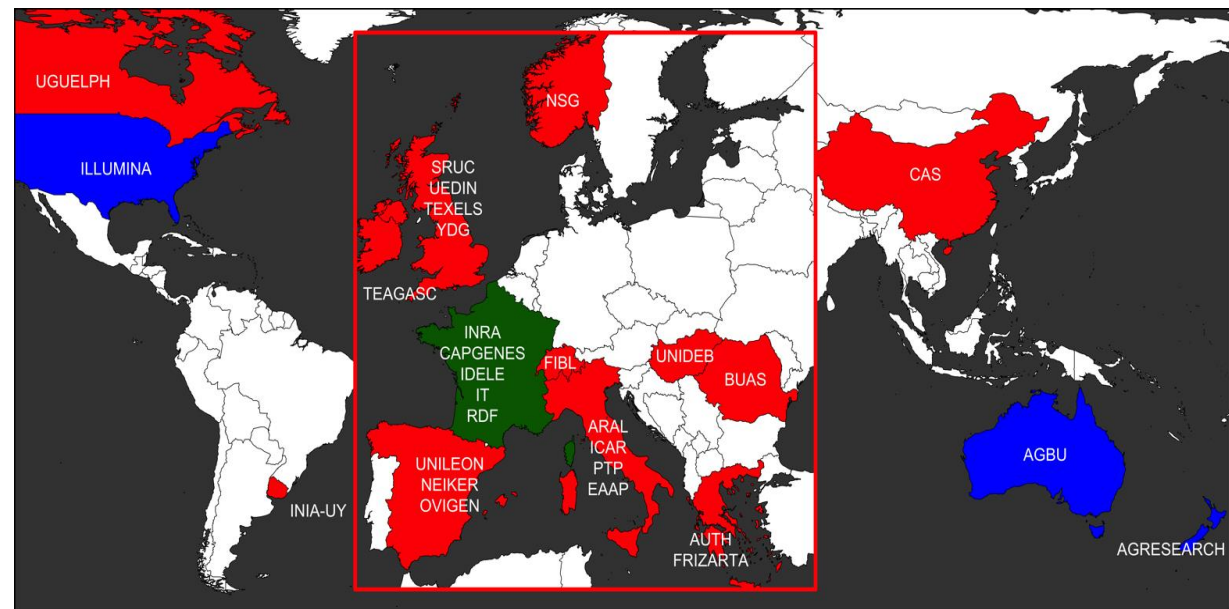 UGUELPH
ILLUMINA
INIA-UY
NSG
SRUC
UEDIN
TEXELS
YDG
TEAGASC
INRA
CAPGENES
IDELE
IT
RDF
FIBL
UNIDEB
BUAS
UNILEON
NEIKER
OVIGEN
ARAL
ICAR
PTP
EAAP
AUTH
FRIZARTA
CAS
AGBU
AGRESEARCH